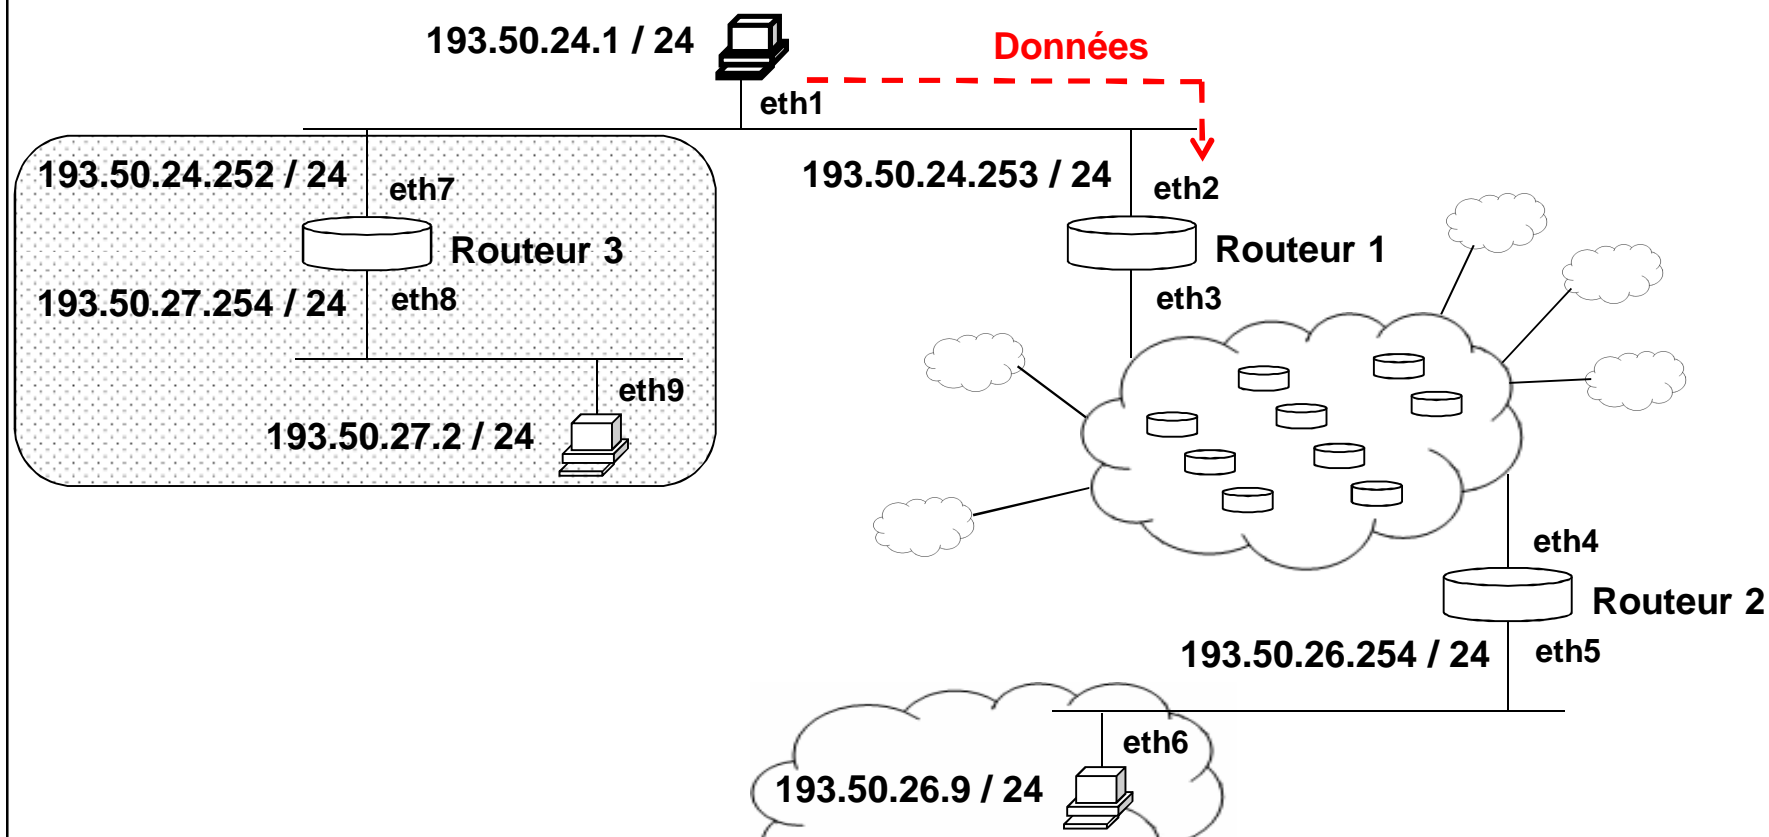 193.50.24.1 / 24
Données
eth1
193.50.24.252 / 24
eth7
193.50.24.253 / 24
eth2
Routeur 3
Routeur 1
193.50.27.254 / 24
eth8
eth3
eth9
193.50.27.2 / 24
eth4
Routeur 2
193.50.26.254 / 24
eth5
eth6
193.50.26.9 / 24